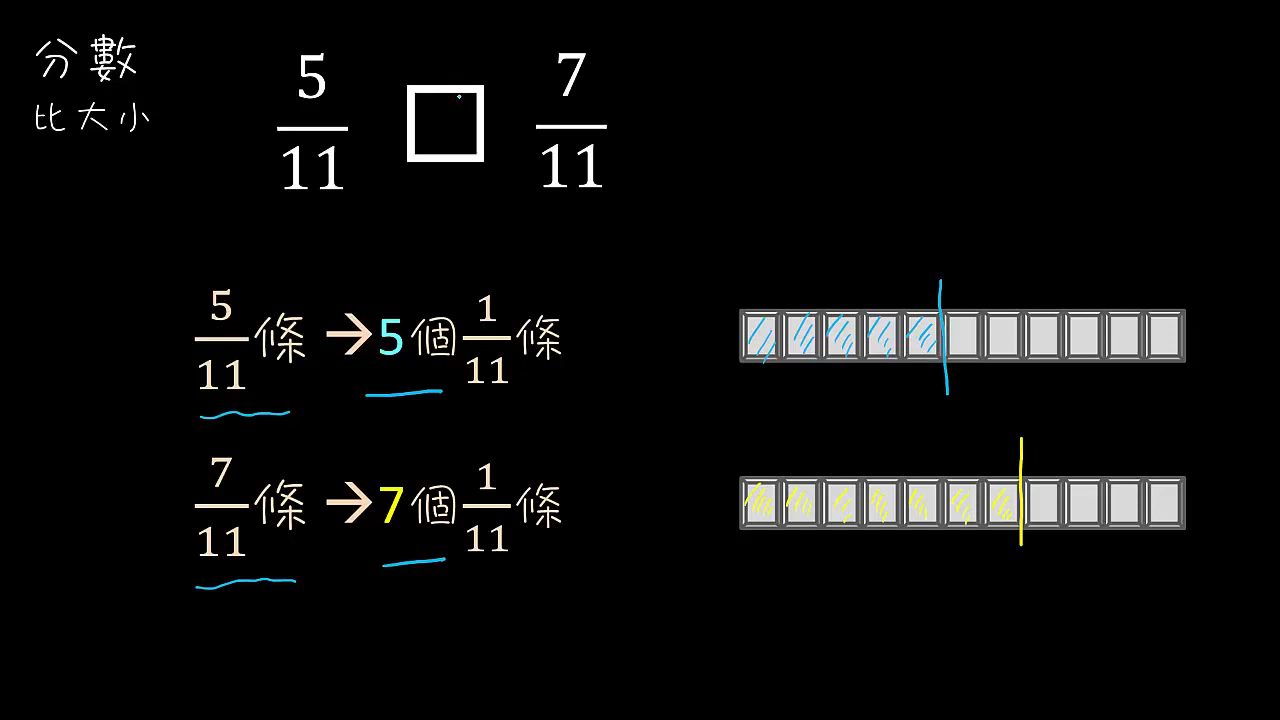 分數
比大小
5/11 □ 7/11
5/11條 → 5個1/11條
7/11條 → 7個1/11條